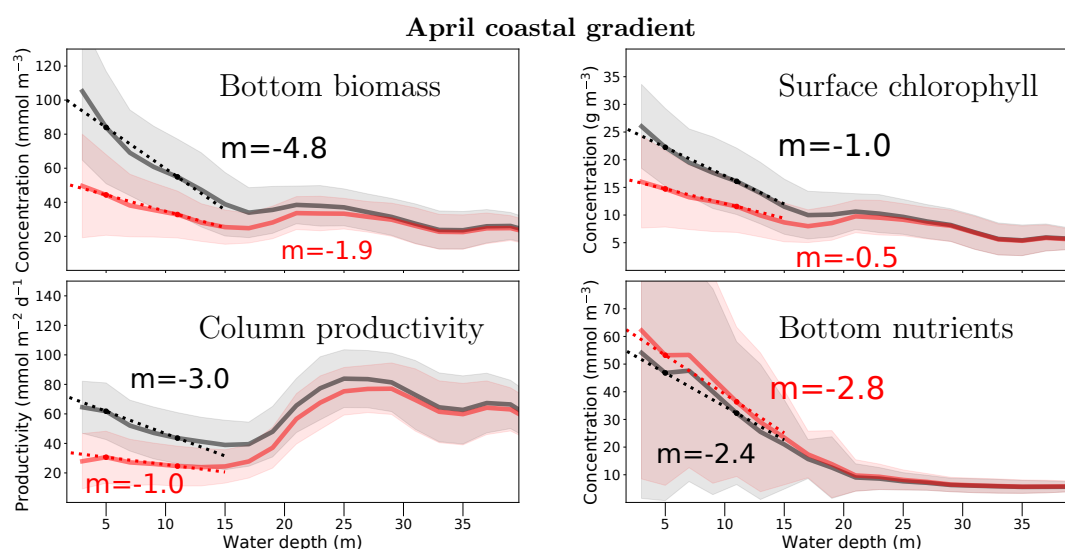 April coastal gradient
Concentration (mmol m⁻³)
120
100
80
60
40
20
Bottom biomass
m=-4.8
m=-1.9
Concentration (g m⁻³)
35
30
25
20
15
10
5
Surface chlorophyll
m=-1.0
m=-0.5
Productivity (mmol m⁻² d⁻¹
140
120
100
80
60
40
20
Column productivity
m=-3.0
m=-1.0
5 10 15 20 25 30 35
Water depth (m)
Concentration (mmol m⁻³)
70
60
50
40
30
20
10
Bottom nutrients
m=-2.8
m=-2.4
5 10 15 20 25 30 35
Water depth (m)